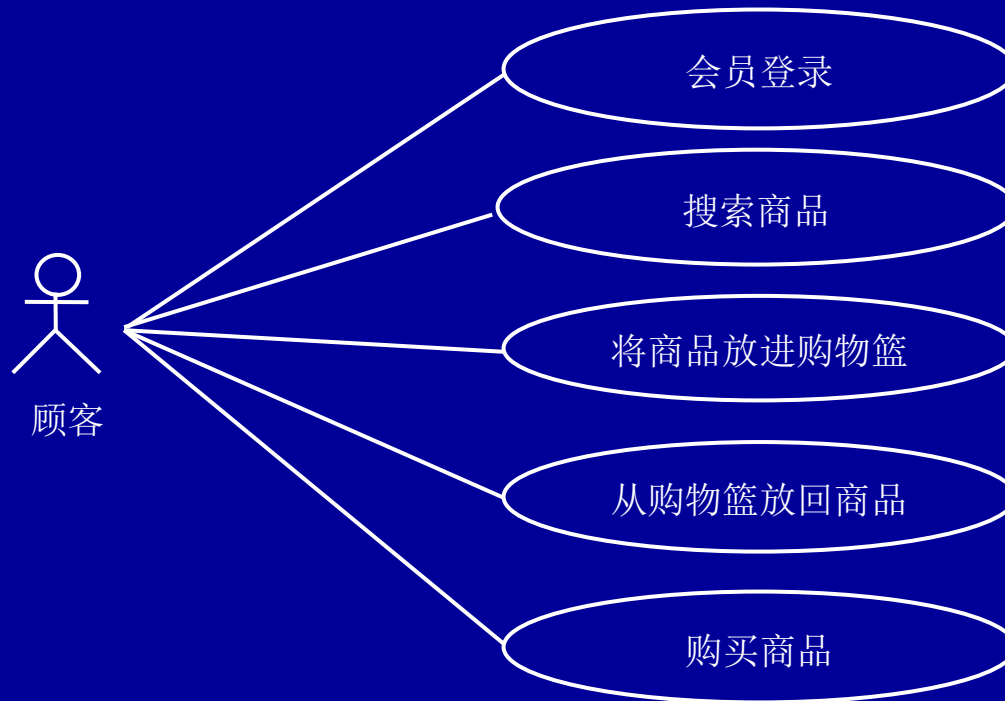 会员登录
搜索商品
将商品放进购物篮
顾客
从购物篮放回商品
购买商品